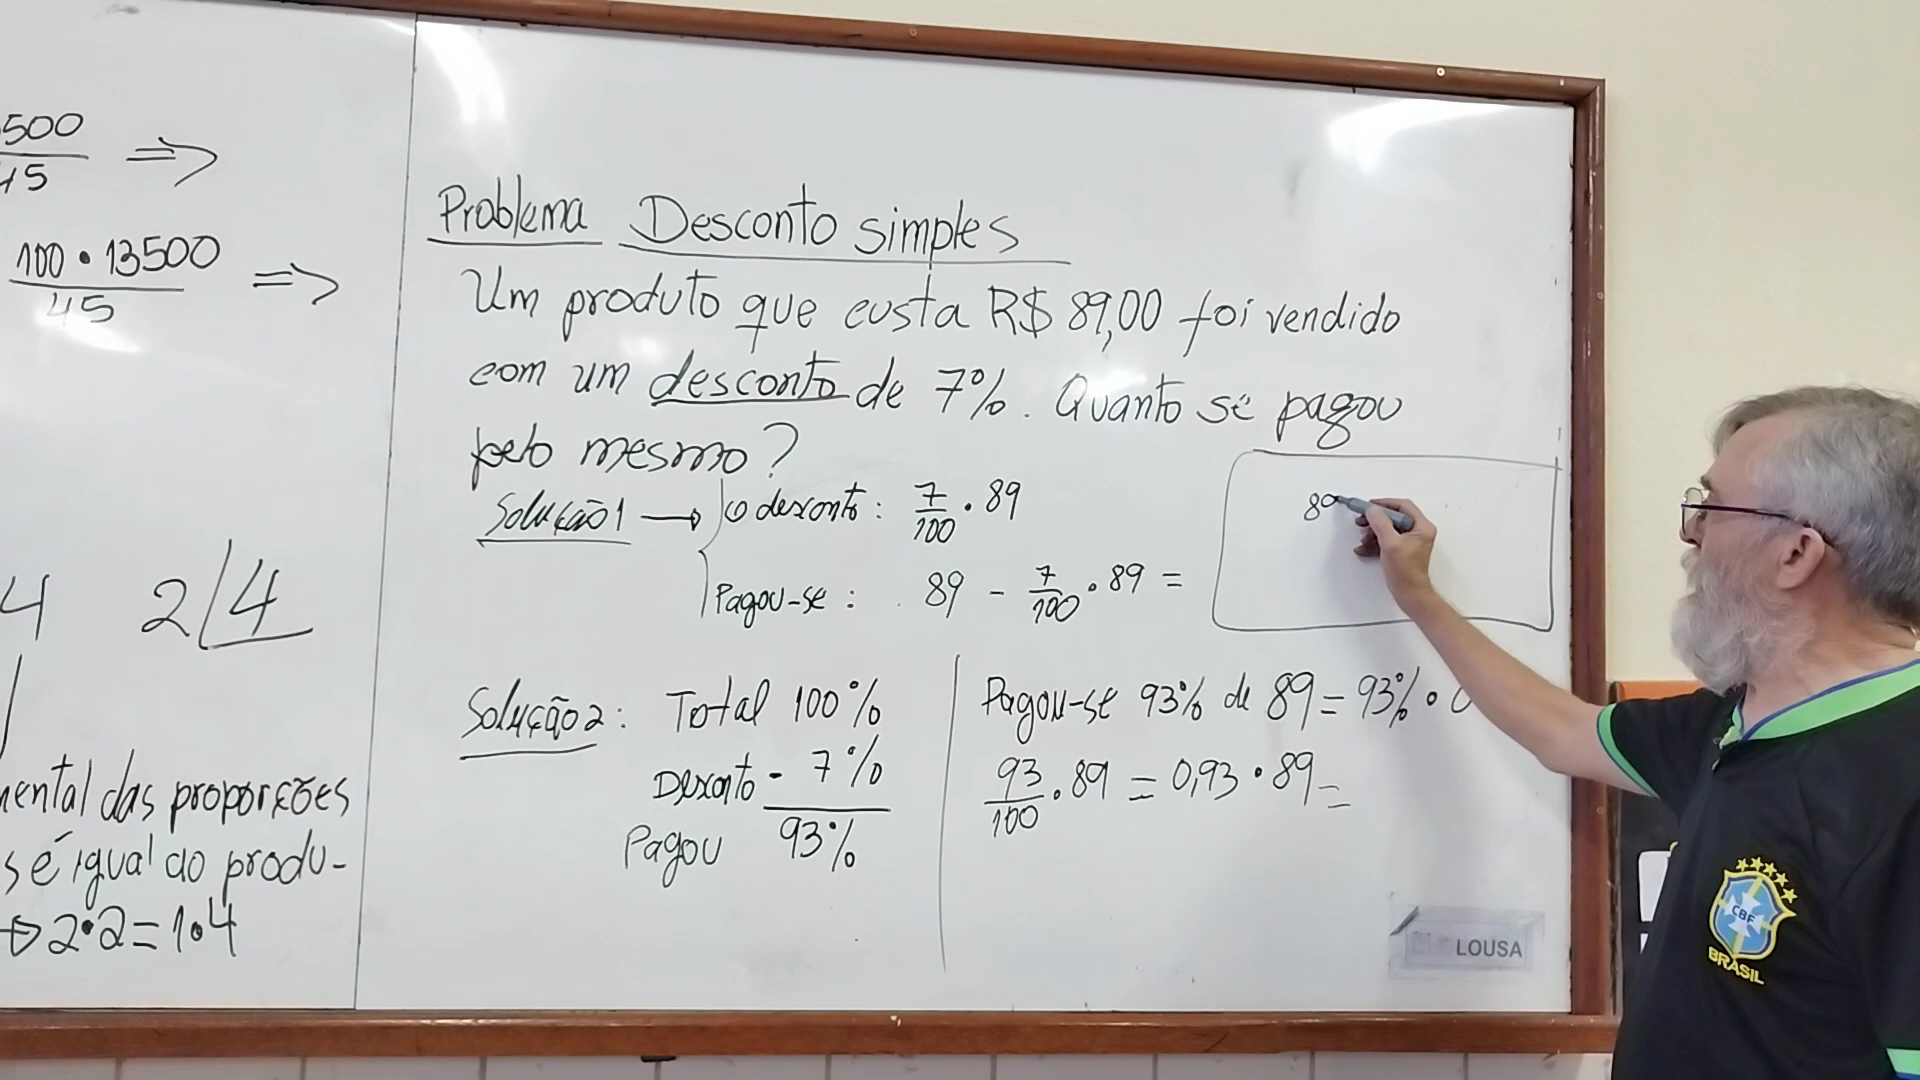 500
45
=>
100 • 13500
45
=>
4
2 4
mental das proporções
s é igual ao produ-
2•2=1•4
Problema Desconto simples
Um produto que custa R$ 89,00 foi vendido
com um desconto de 7%. Quanto se pagou
pelo mesmo?
Solução 1 → o desconto: 7/100 • 89
Pagou-se: 89 - 7/100 • 89 =
89
Solução 2: Total 100%
Desconto - 7%
Pagou 93%
Pagou-se 93% de 89 = 93% •
93/100 • 89 = 0,93 • 89 =
LOUSA
CBF
BRASIL